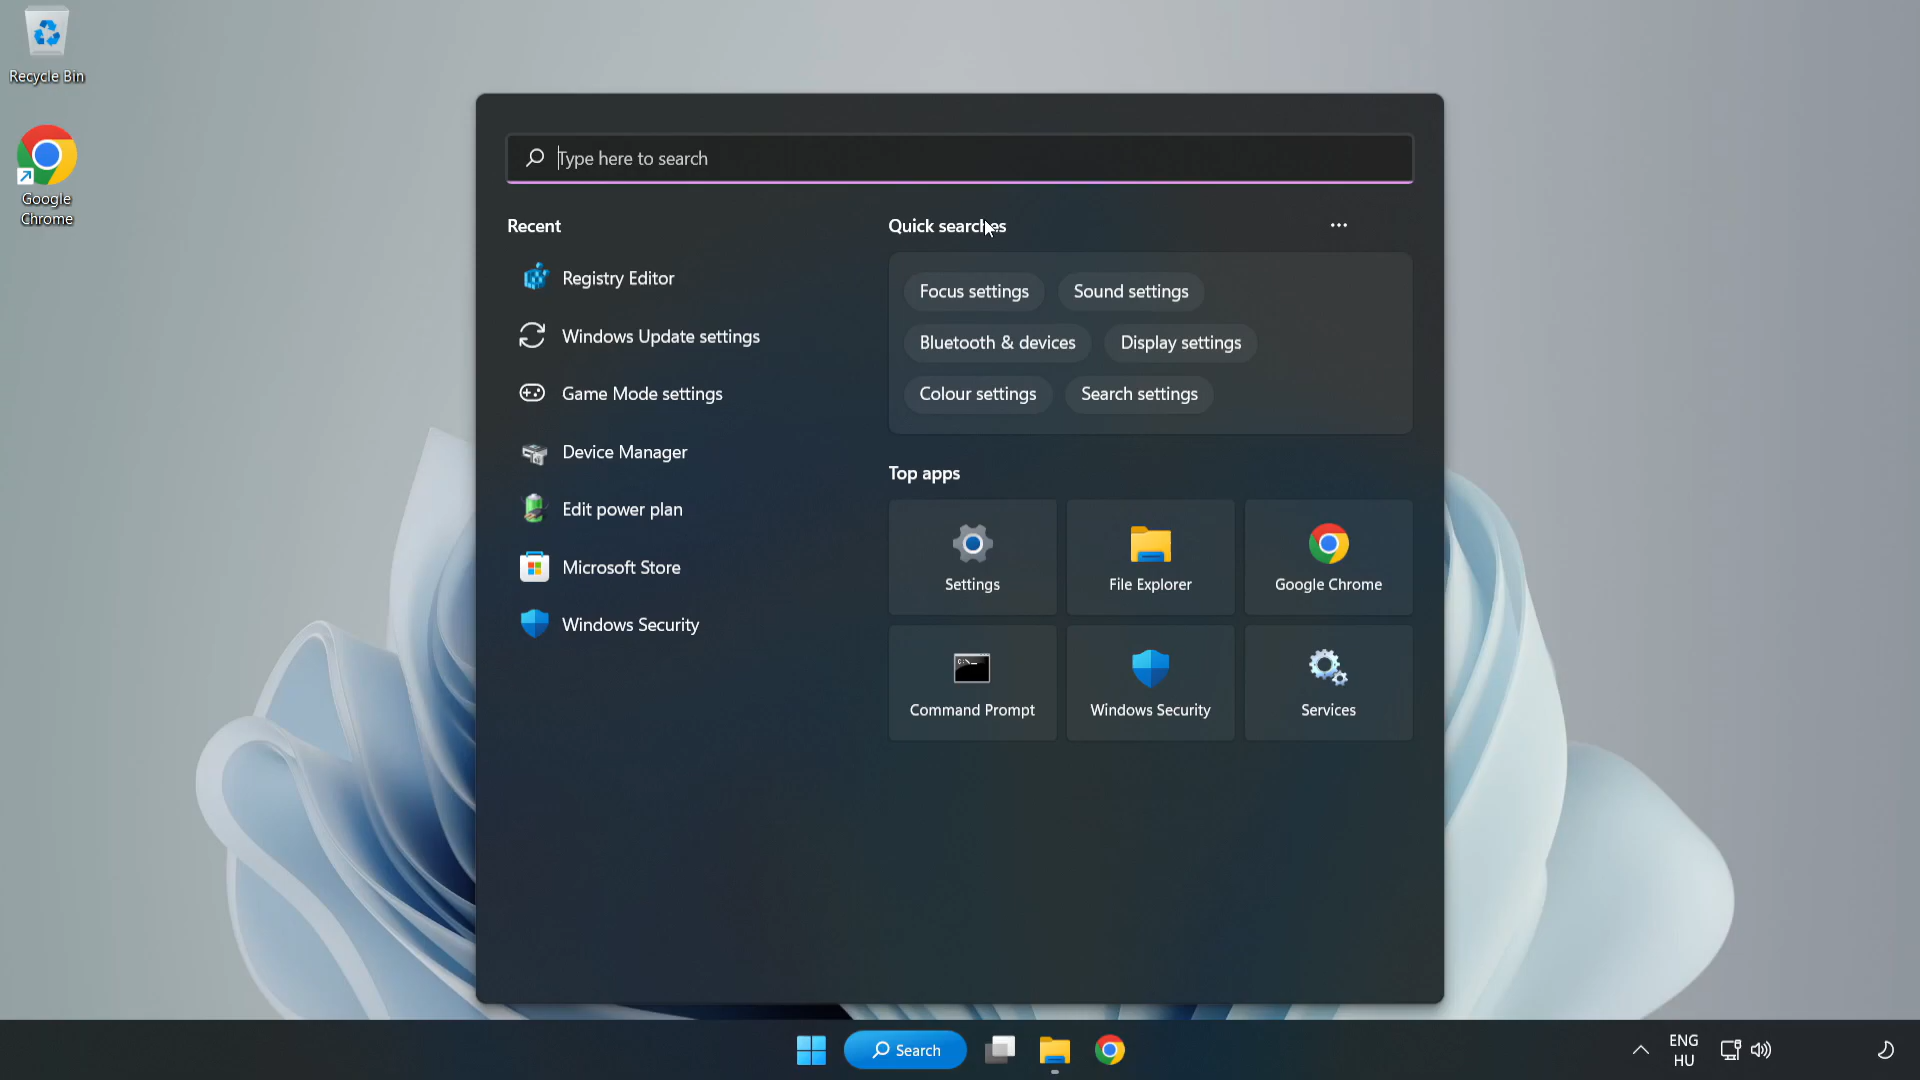 Recycle Bin
Google
Chrome
Type here to search
Recent
Registry Editor
Windows Update settings
Game Mode settings
Device Manager
Edit power plan
Microsoft Store
Windows Security
Quick searches
Focus settings
Sound settings
Bluetooth & devices
Display settings
Colour settings
Search settings
Top apps
Settings
File Explorer
Google Chrome
Command Prompt
Windows Security
Services
Search
ENG
HU